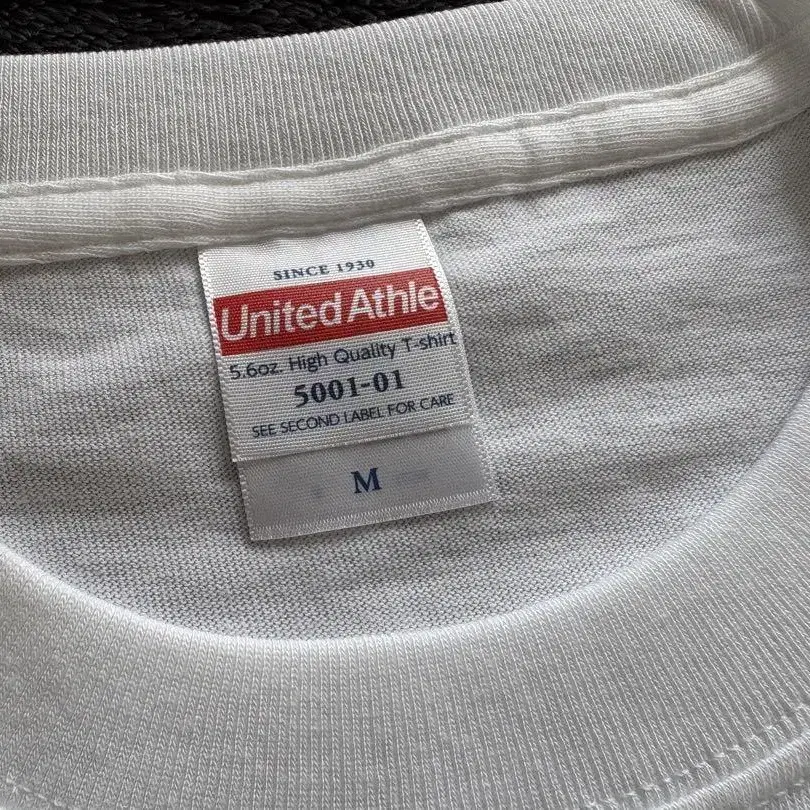 SINCE 1930
United Athle
5.6oz. High Quality T-shirt
5001-01
SEE SECOND LABEL FOR CARE
M